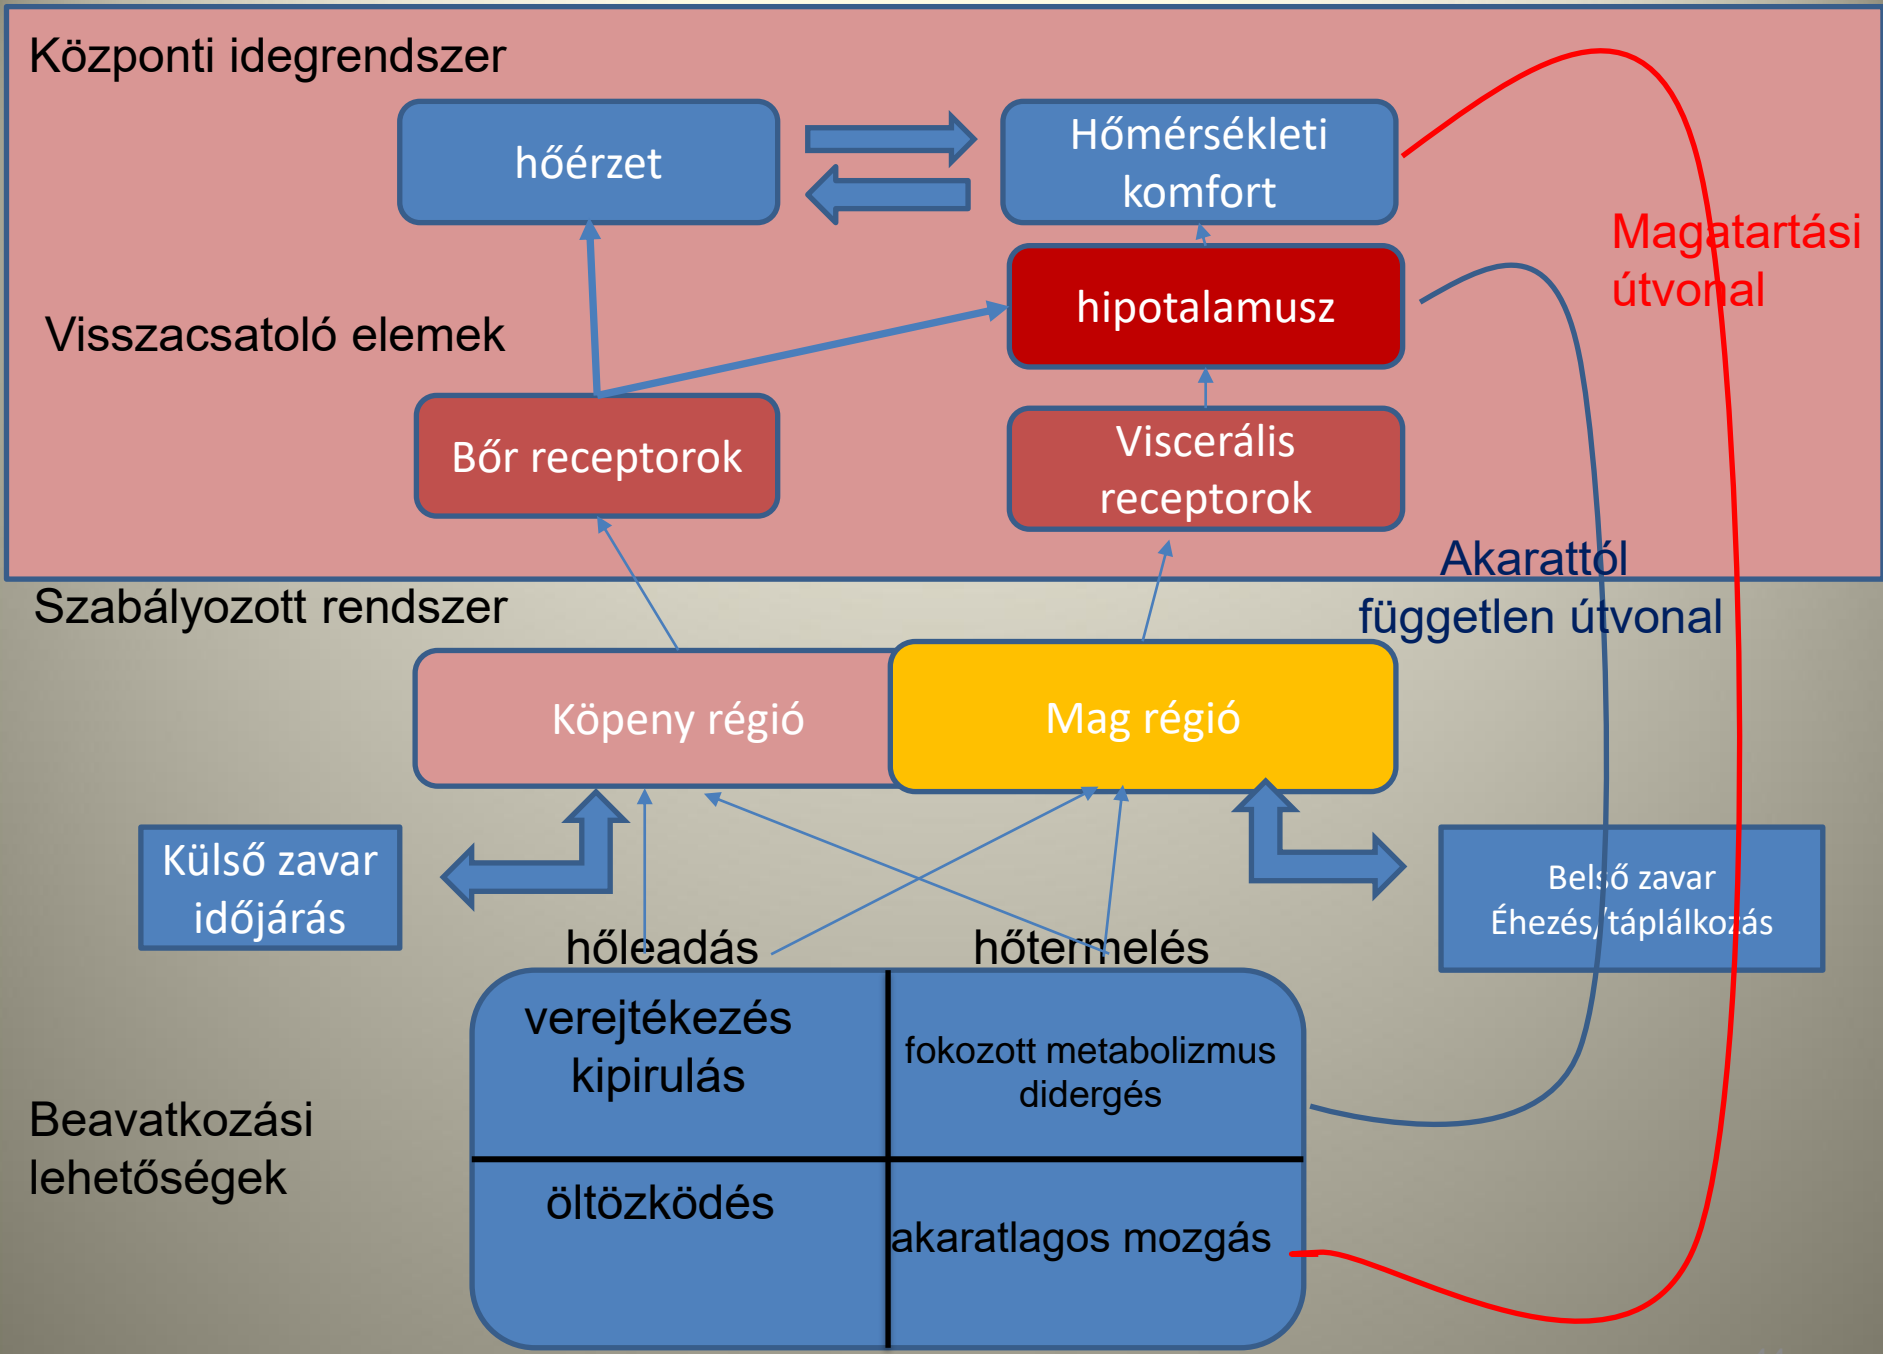 Központi idegrendszer
hőérzet
Hőmérsékleti
komfort
Magatartási
útvonal
hipotalamusz
Visszacsatoló elemek
Bőr receptorok
Viscerális
receptorok
Akarattól
független útvonal
Szabályozott rendszer
Köpeny régió
Mag régió
Külső zavar
időjárás
Belső zavar
Éhezés/táplálkozás
hőleadás
hőtermelés
verejtékezés
kipirulás
fokozott metabolizmus
didergés
Beavatkozási
lehetőségek
öltözködés
akaratlagos mozgás